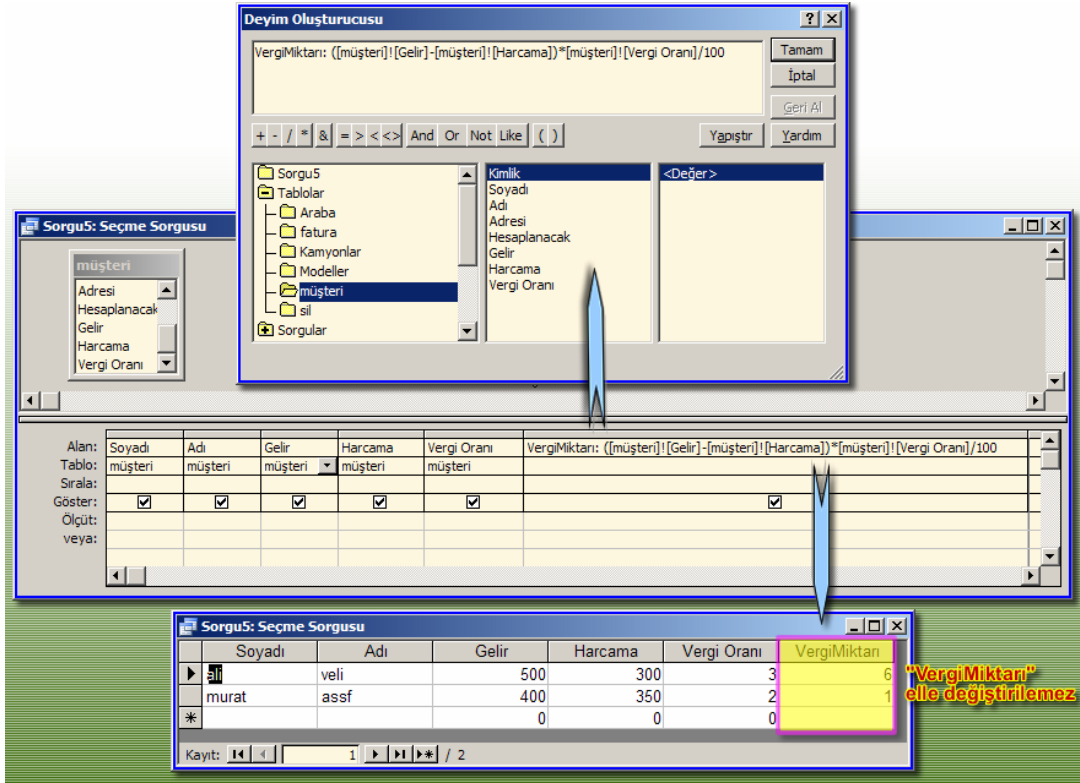 Deyim Oluşturucusu
VergiMiktarı: ([müşteri]![Gelir]-[müşteri]![Harcama])*[müşteri]![Vergi Oranı]/100
Tamam
İptal
Geri Al
+ - / * & = > < <> And Or Not Like ( ) Yapıştır Yardım
Sorgu5
Tablolar
Araba
fatura
Kamyonlar
Modeller
müşteri
sil
Sorgular
Kimlik
Soyadı
Adı
Adresi
Hesaplanacak
Gelir
Harcama
Vergi Oranı
<Değer>
Sorgu5: Seçme Sorgusu
müşteri
Adresi
Hesaplanacak
Gelir
Harcama
Vergi Oranı
Alan: Soyadı Adı Gelir Harcama Vergi Oranı VergiMiktarı: ([müşteri]![Gelir]-[müşteri]![Harcama])*[müşteri]![Vergi Oranı]/100
Tablo: müşteri müşteri müşteri müşteri müşteri
Sırala:
Göster:
Ölçüt:
veya:
Sorgu5: Seçme Sorgusu
Soyadı Adı Gelir Harcama Vergi Oranı VergiMiktarı
ali veli 500 300 3 6
murat assf 400 350 2 1
0 0 0
"VergiMiktarı"
elle değiştirilemez
Kayıt: 1 / 2